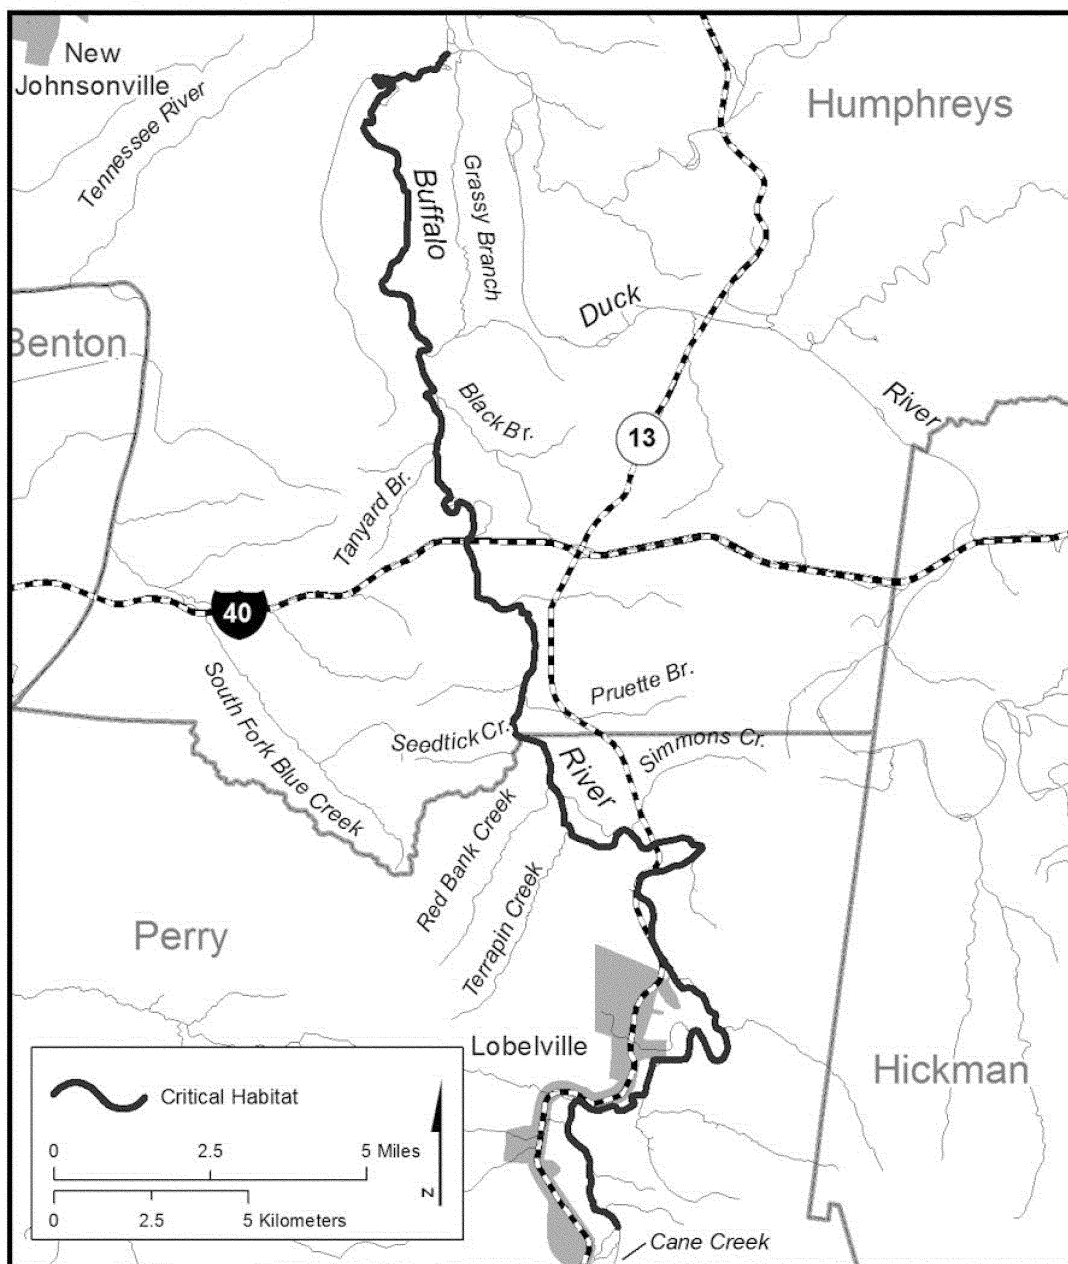 New
Johnsonville
Tennessee River
Humphreys
Buffalo
Grassy Branch
Duck
Benton
River
Black Br.
13
Tanyard Br.
40
South Fork Blue Creek
Pruette Br.
Seedtick Cr.
Simmons Cr.
River
Red Bank Creek
Terrapin Creek
Perry
Lobelville
Hickman
Critical Habitat
0 2.5 5 Miles
0 2.5 5 Kilometers
N
Cane Creek